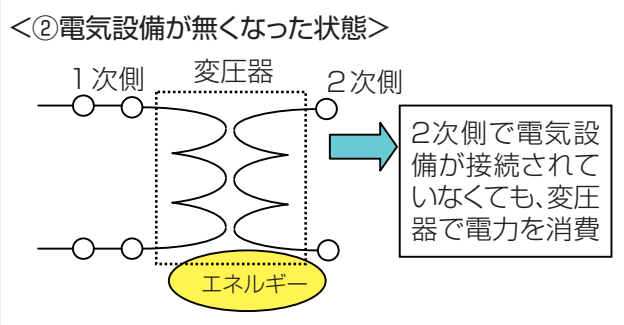 <②電気設備が無くなった状態>
1次側
変圧器
2次側
2次側で電気設
備が接続されて
いなくても、変圧
器で電力を消費
エネルギー